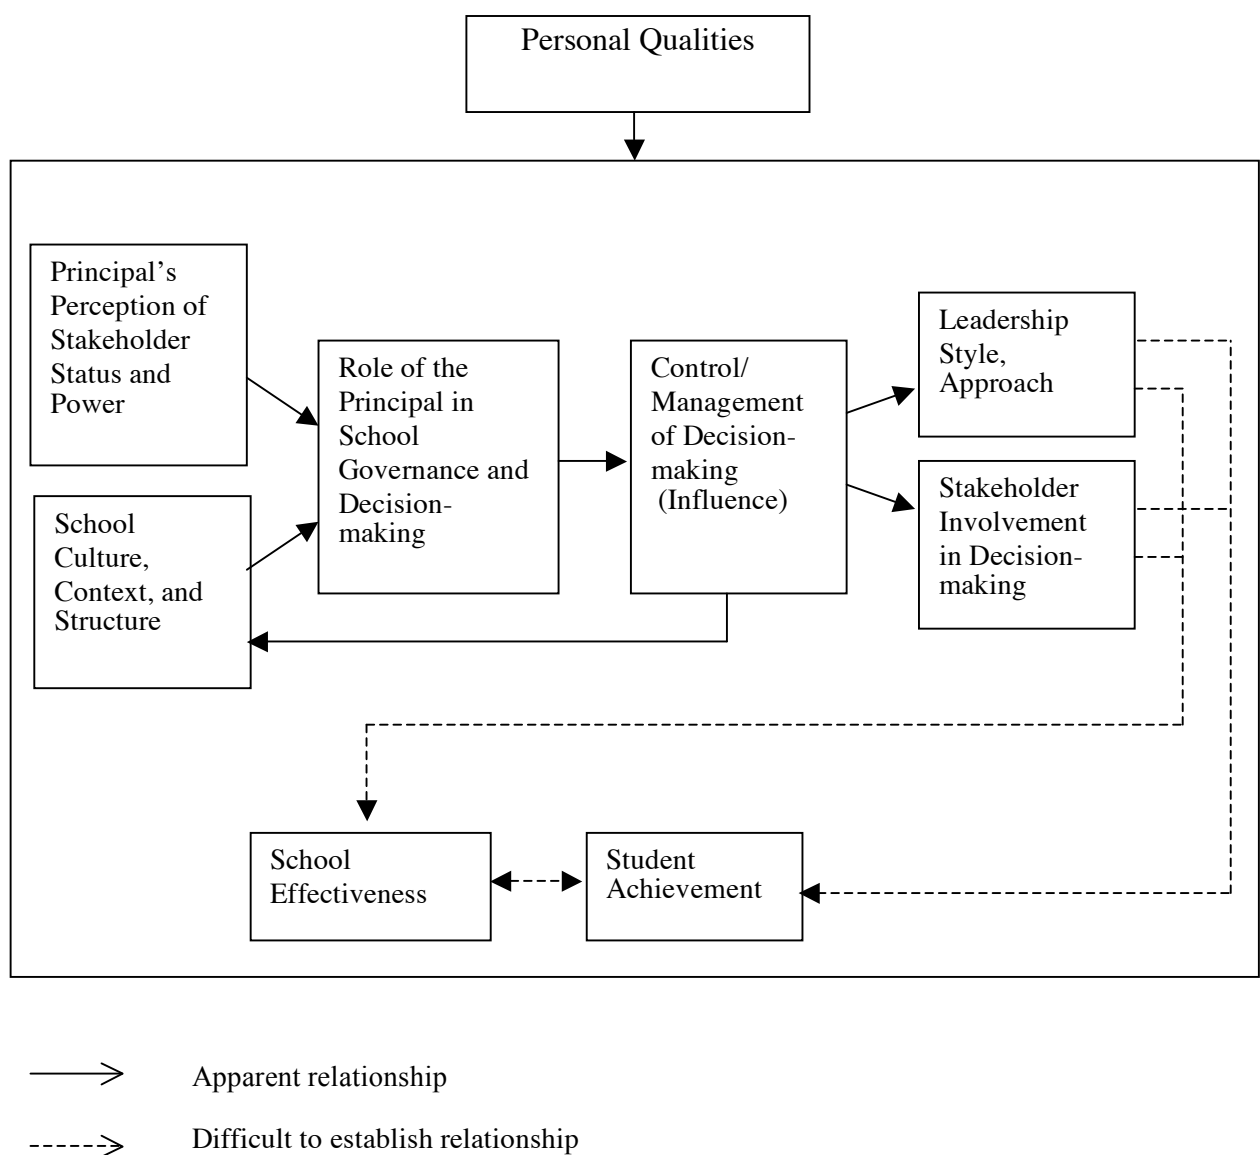 Personal Qualities
Principal’s
Perception of
Stakeholder
Status and
Power
School
Culture,
Context, and
Structure
Role of the
Principal in
School
Governance and
Decision-
making
Control/
Management
of Decision-
making
(Influence)
Leadership
Style,
Approach
Stakeholder
Involvement
in Decision-
making
School
Effectiveness
Student
Achievement
Apparent relationship
Difficult to establish relationship